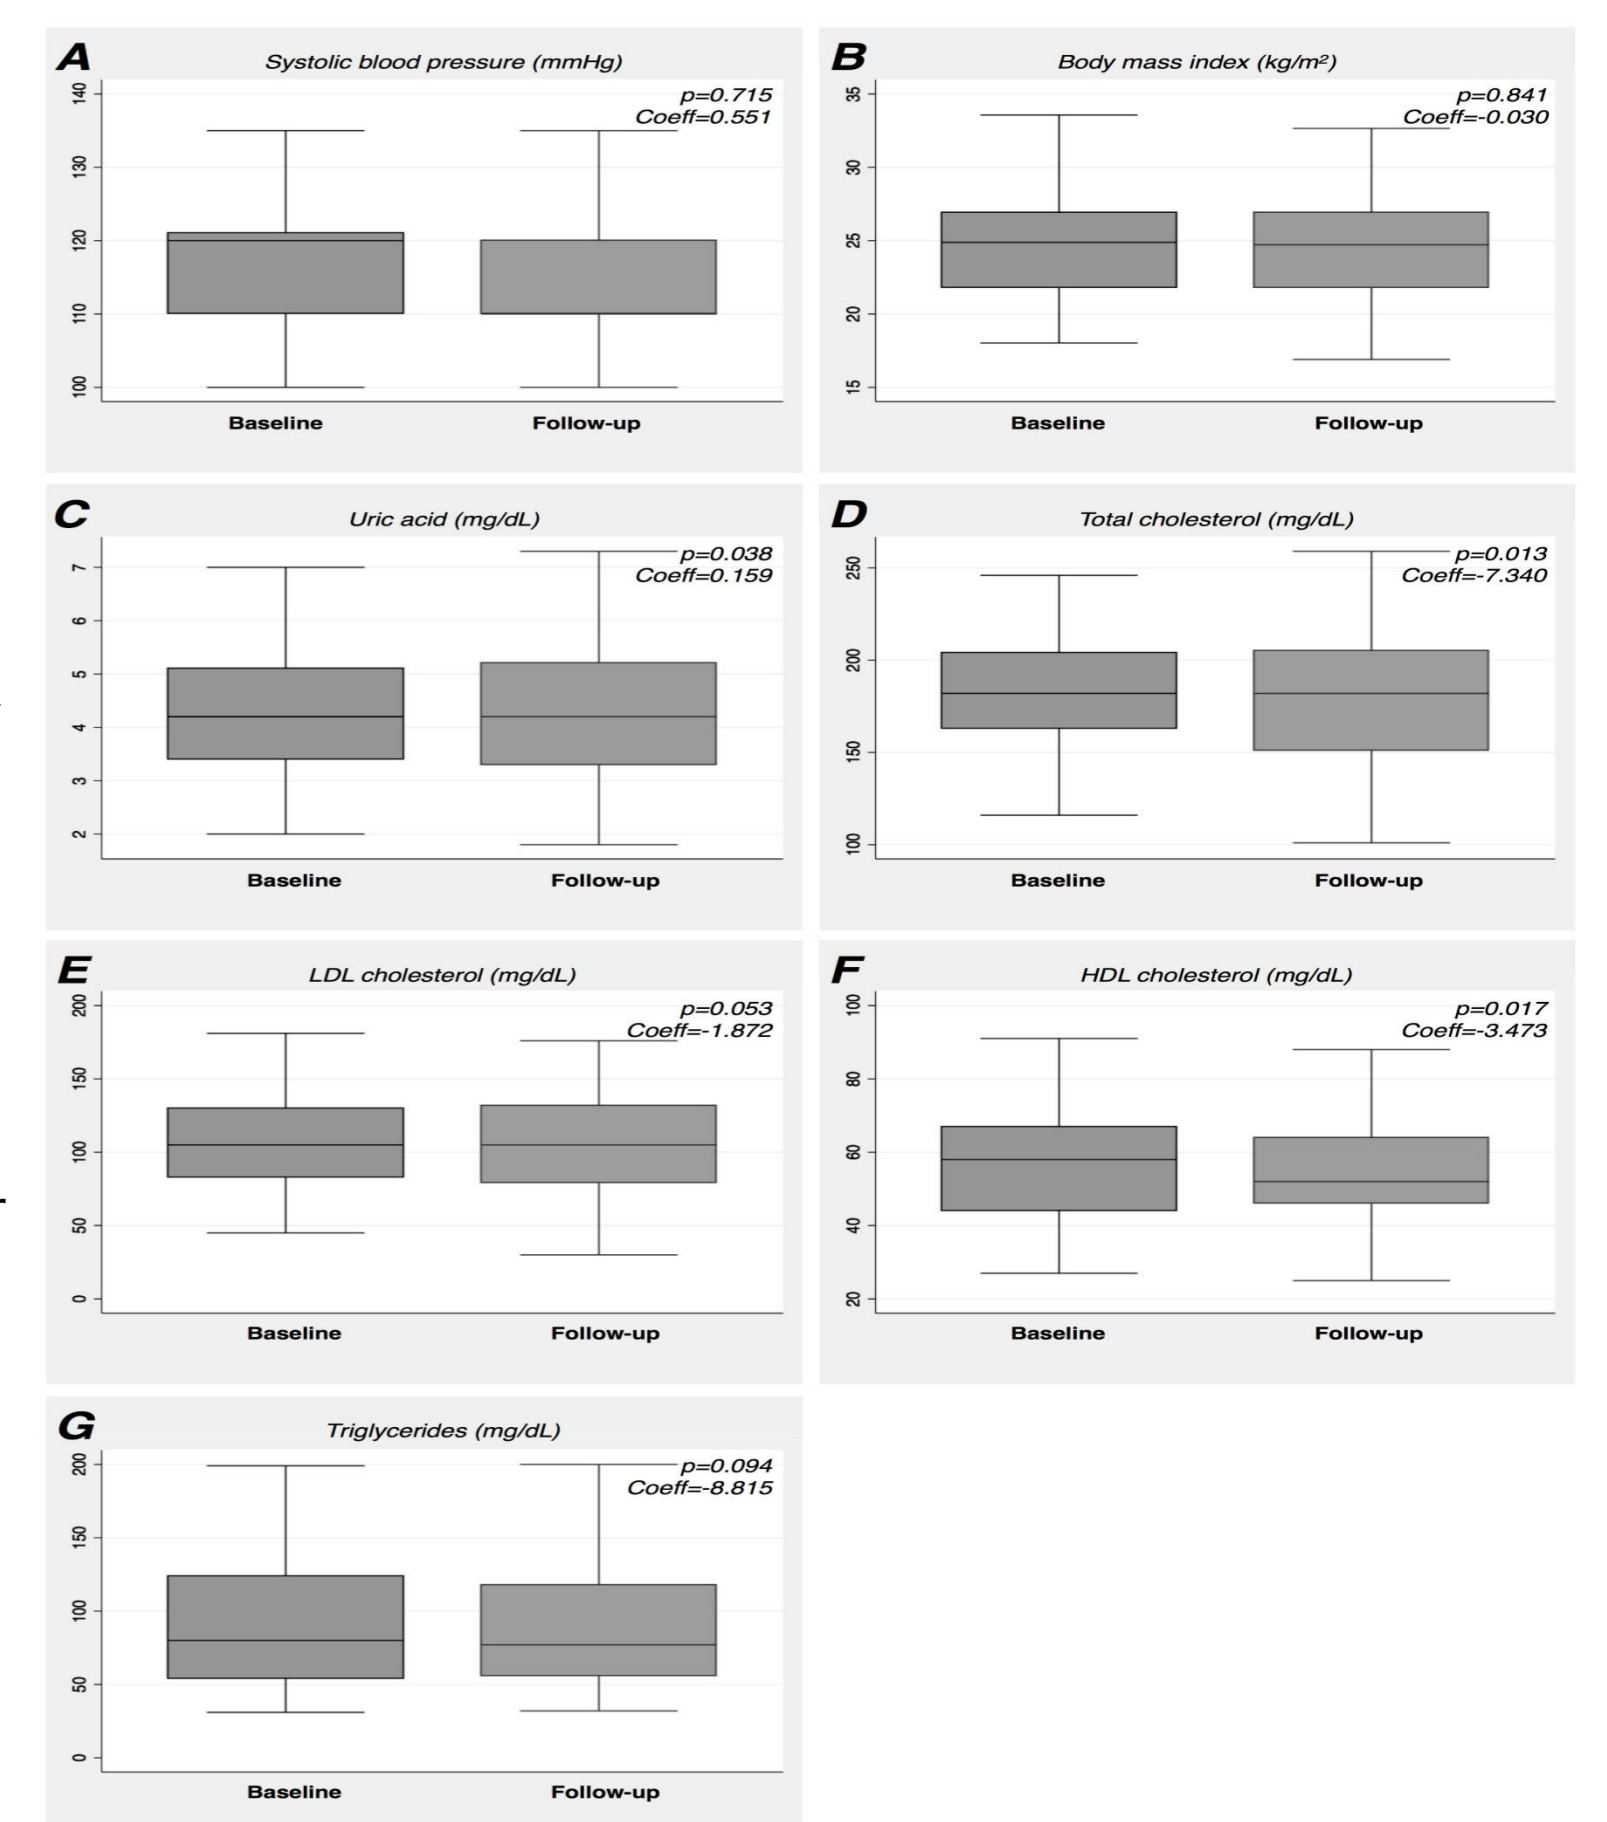 A
Systolic blood pressure (mmHg)
p=0.715
Coeff=0.551
140
130
120
110
100
Baseline Follow-up
B
Body mass index (kg/m²)
p=0.841
Coeff=-0.030
35
30
25
20
15
Baseline Follow-up
C
Uric acid (mg/dL)
p=0.038
Coeff=0.159
7
6
5
4
3
2
Baseline Follow-up
D
Total cholesterol (mg/dL)
p=0.013
Coeff=-7.340
250
200
150
100
Baseline Follow-up
E
LDL cholesterol (mg/dL)
p=0.053
Coeff=-1.872
200
150
100
50
0
Baseline Follow-up
F
HDL cholesterol (mg/dL)
p=0.017
Coeff=-3.473
100
80
60
40
20
Baseline Follow-up
G
Triglycerides (mg/dL)
p=0.094
Coeff=-8.815
200
150
100
50
0
Baseline Follow-up